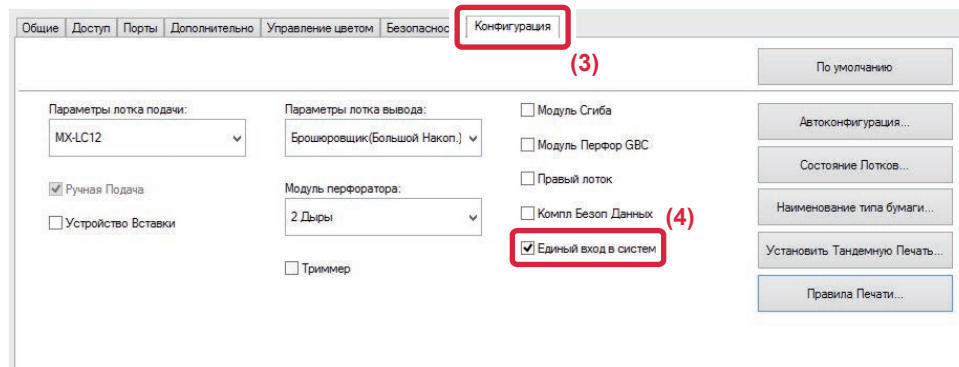 Общие Доступ Порты Дополнительно Управление цветом Безопаснос Конфигурация
(3)
По умолчанию
Параметры лотка подачи:
MX-LC12
Ручная Подача
Устройство Вставки
Параметры лотка вывода:
Брошюровщик(Большой Накоп.)
Модуль перфоратора:
2 Дыры
Триммер
Модуль Сгиба
Модуль Перфор GBC
Правый лоток
Компл Безоп Данных
(4)
Единый вход в систем
Автоконфигурация...
Состояние Лотков...
Наименование типа бумаги...
Установить Тандемную Печать...
Правила Печати...